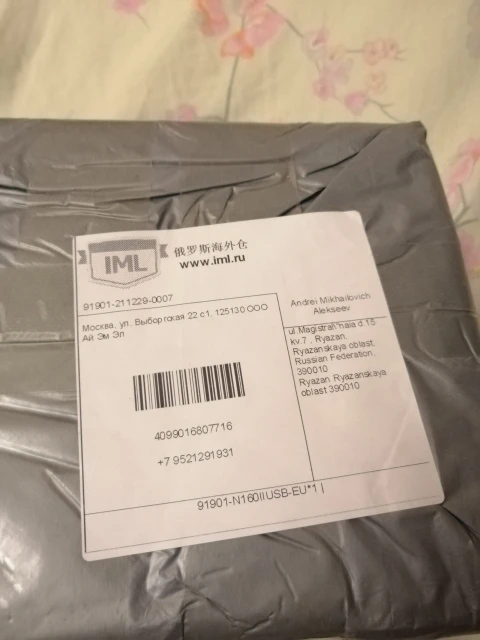 IML
俄罗斯海外仓
www.iml.ru
91901-211229-0007
Москва, ул. Выборгская 22 с1, 125130 ООО
Ай Эм Эл
4099016807716
+7 9521291931
Andrei Mikhailovich
Alekseev
ul.Magistral'naia d.15
kv.7 , Ryazan,
Ryazanskaya oblast,
Russian Federation,
390010
Ryazan Ryazanskaya
oblast 390010
91901-N160IIUSB-EU*1 |